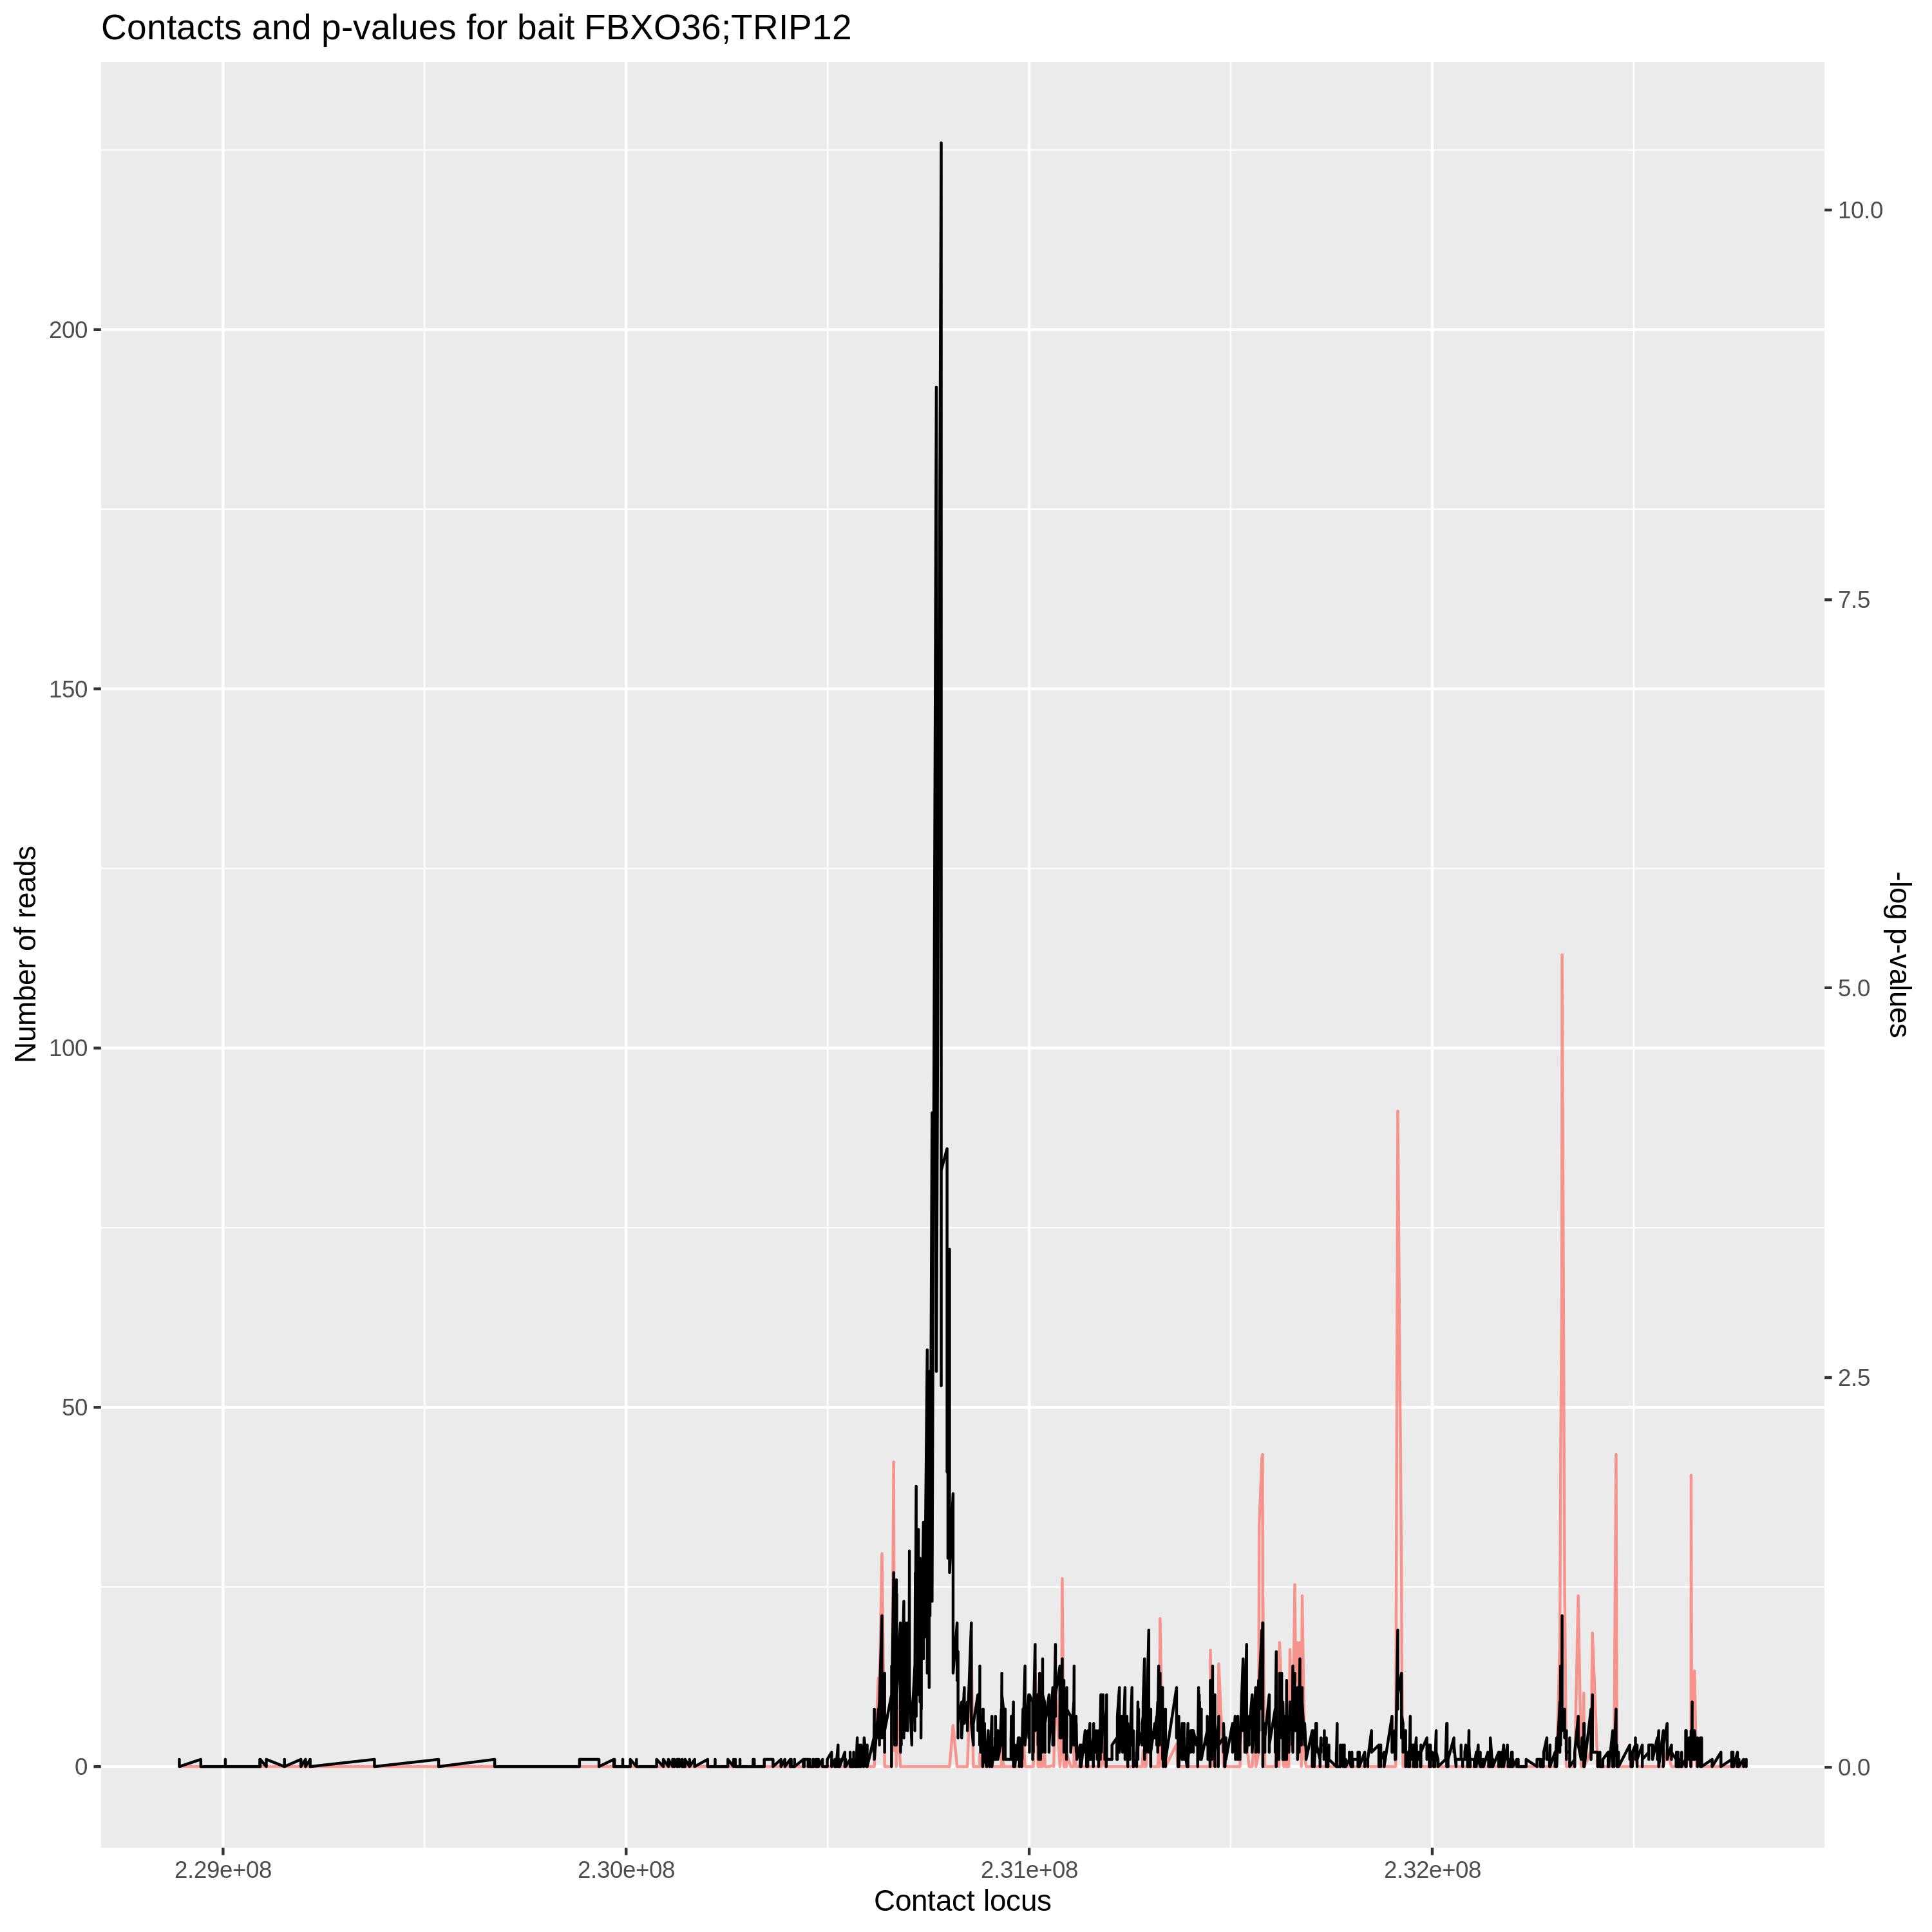 Contacts and p-values for bait FBXO36;TRIP12
10.0
200
7.5
150
Number of reads
-log p-values
5.0
100
2.5
50
0
0.0
2.29e+08 2.30e+08 2.31e+08 2.32e+08
Contact locus